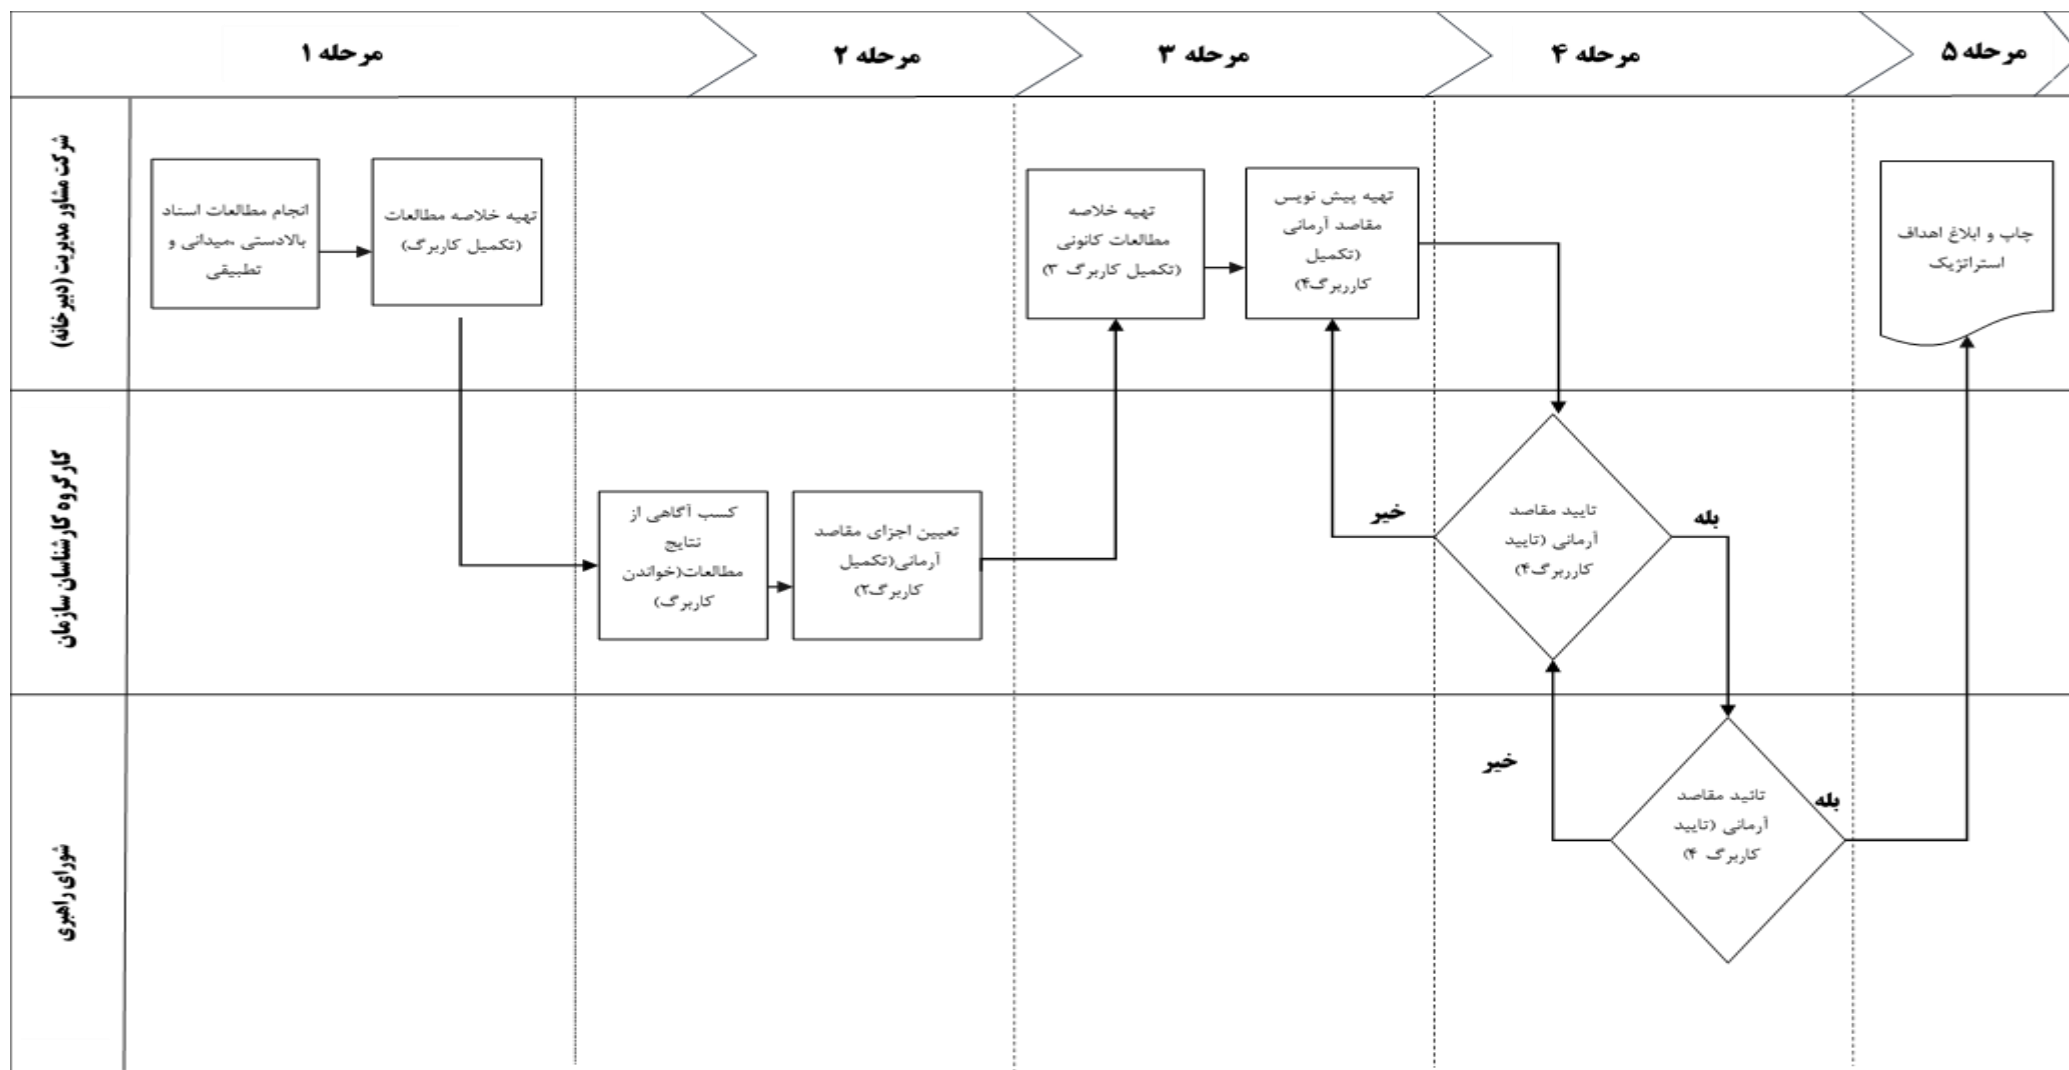 مرحله ۱
مرحله ۲
مرحله ۳
مرحله ۴
مرحله ۵
شرکت مشاور مدیریت (دبیرخانه)
انجام مطالعات اسناد
بالادستی ،میدانی و
تطبیقی
تهیه خلاصه مطالعات
(تکمیل کاربرگ)
تهیه خلاصه
مطالعات کانونی
(تکمیل کاربرگ ۳)
تهیه پیش نویس
مقاصد آرمانی
(تکمیل
کارربرگ۴)
چاپ و ابلاغ اهداف
استراتژیک
کارگروه کارشناسان سازمان
کسب آگاهی از
نتایج
مطالعات(خواندن
کاربرگ)
تعیین اجزای مقاصد
آرمانی(تکمیل
کاربرگ۲)
خیر
تایید مقاصد
آرمانی (تایید
کارربرگ۴)
بله
شورای راهبری
خیر
تائید مقاصد
آرمانی (تایید
کاربرگ ۴)
بله